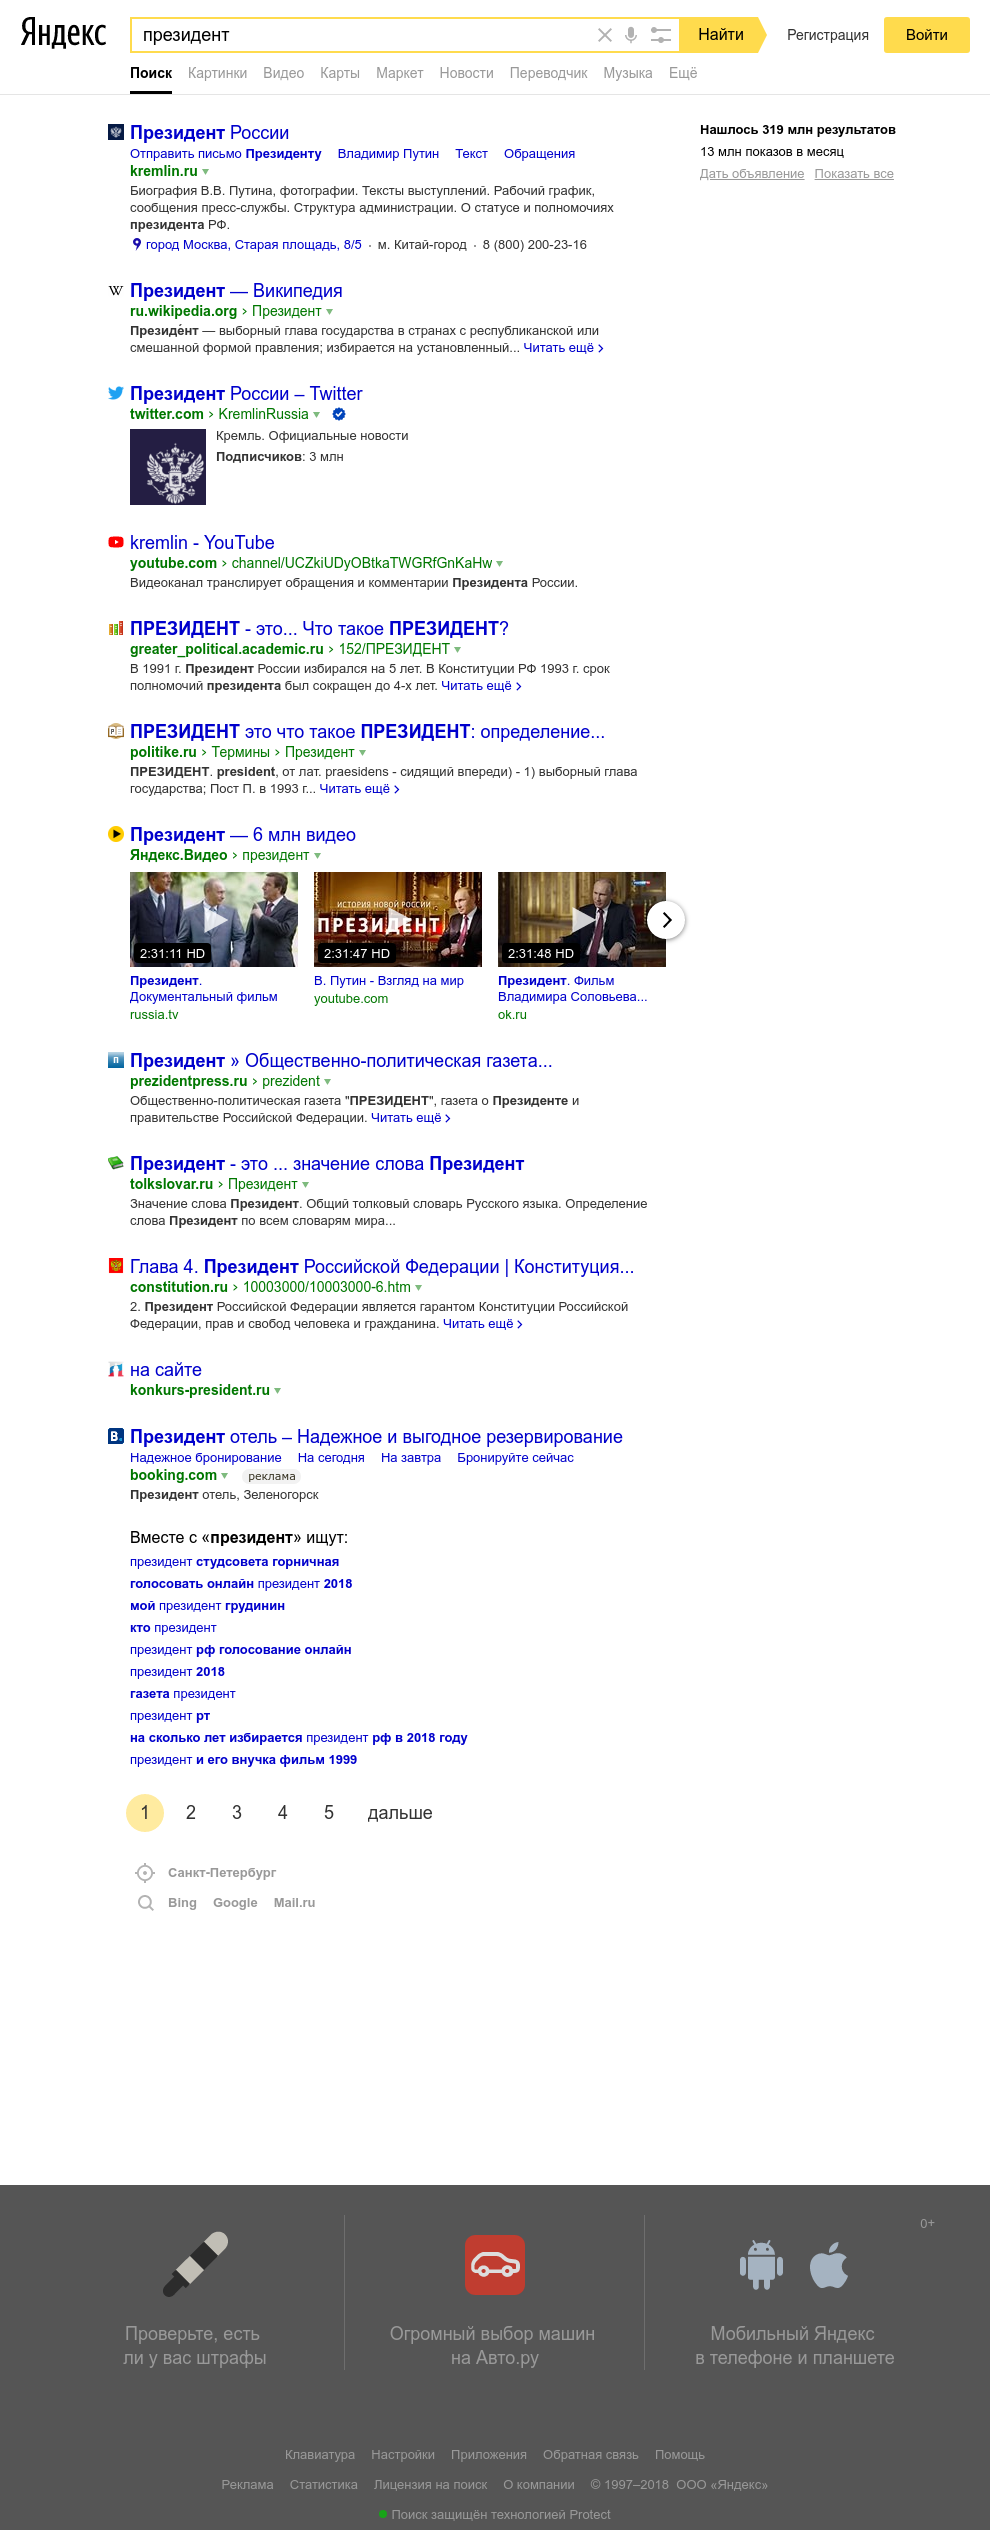 Яндекс
президент
Найти
Регистрация
Войти
Поиск Картинки Видео Карты Маркет Новости Переводчик Музыка Ещё
Президент России
Отправить письмо Президенту Владимир Путин Текст Обращения
kremlin.ru
Биография В.В. Путина, фотографии. Тексты выступлений. Рабочий график,
сообщения пресс-службы. Структура администрации. О статусе и полномочиях
президента РФ.
город Москва, Старая площадь, 8/5 · м. Китай-город · 8 (800) 200-23-16
Нашлось 319 млн результатов
13 млн показов в месяц
Дать объявление Показать все
W
Президент — Википедия
ru.wikipedia.org › Президент
Президе́нт — выборный глава государства в странах с республиканской или
смешанной формой правления; избирается на установленный... Читать ещё ›
Президент России – Twitter
twitter.com › KremlinRussia
Кремль. Официальные новости
Подписчиков: 3 млн
kremlin - YouTube
youtube.com › channel/UCZkiUDyOBtkaTWGRfGnKaHw
Видеоканал транслирует обращения и комментарии Президента России.
ПРЕЗИДЕНТ - это... Что такое ПРЕЗИДЕНТ?
greater_political.academic.ru › 152/ПРЕЗИДЕНТ
В 1991 г. Президент России избирался на 5 лет. В Конституции РФ 1993 г. срок
полномочий президента был сокращен до 4-х лет. Читать ещё ›
ПРЕЗИДЕНТ это что такое ПРЕЗИДЕНТ: определение...
politike.ru › Термины › Президент
ПРЕЗИДЕНТ. president, от лат. praesidens - сидящий впереди) - 1) выборный глава
государства; Пост П. в 1993 г... Читать ещё ›
Президент — 6 млн видео
Яндекс.Видео › президент
ИСТОРИЯ НОВОЙ РОССИИ
ПРЕЗИДЕНТ
2:31:11 HD
2:31:47 HD
2:31:48 HD
Президент.
Документальный фильм
russia.tv
В. Путин - Взгляд на мир
youtube.com
Президент. Фильм
Владимира Соловьева...
ok.ru
п
Президент » Общественно-политическая газета...
prezidentpress.ru › prezident
Общественно-политическая газета "ПРЕЗИДЕНТ", газета о Президенте и
правительстве Российской Федерации. Читать ещё ›
Президент - это ... значение слова Президент
tolkslovar.ru › Президент
Значение слова Президент. Общий толковый словарь Русского языка. Определение
слова Президент по всем словарям мира...
Глава 4. Президент Российской Федерации | Конституция...
constitution.ru › 10003000/10003000-6.htm
2. Президент Российской Федерации является гарантом Конституции Российской
Федерации, прав и свобод человека и гражданина. Читать ещё ›
на сайте
konkurs-president.ru
B.
Президент отель – Надежное и выгодное резервирование
Надежное бронирование На сегодня На завтра Бронируйте сейчас
booking.com реклама
Президент отель, Зеленогорск
Вместе с «президент» ищут:
президент студсовета горничная
голосовать онлайн президент 2018
мой президент грудинин
кто президент
президент рф голосование онлайн
президент 2018
газета президент
президент рт
на сколько лет избирается президент рф в 2018 году
президент и его внучка фильм 1999
1 2 3 4 5 дальше
Санкт-Петербург
Bing Google Mail.ru
0+
Проверьте, есть
ли у вас штрафы
Огромный выбор машин
на Авто.ру
Мобильный Яндекс
в телефоне и планшете
Клавиатура Настройки Приложения Обратная связь Помощь
Реклама Статистика Лицензия на поиск О компании © 1997–2018 ООО «Яндекс»
Поиск защищён технологией Protect